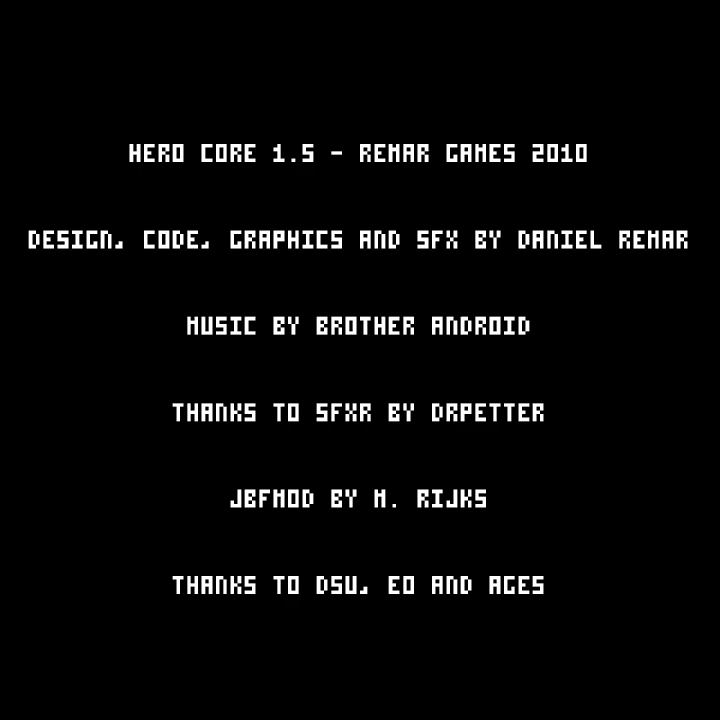 HERO CORE 1.5 - REMAR GAMES 2010
DESIGN, CODE, GRAPHICS AND SFX BY DANIEL REMAR
MUSIC BY BROTHER ANDROID
THANKS TO SFXR BY DRPETTER
JBFMOD BY M. RIJKS
THANKS TO DSU, EO AND AGES